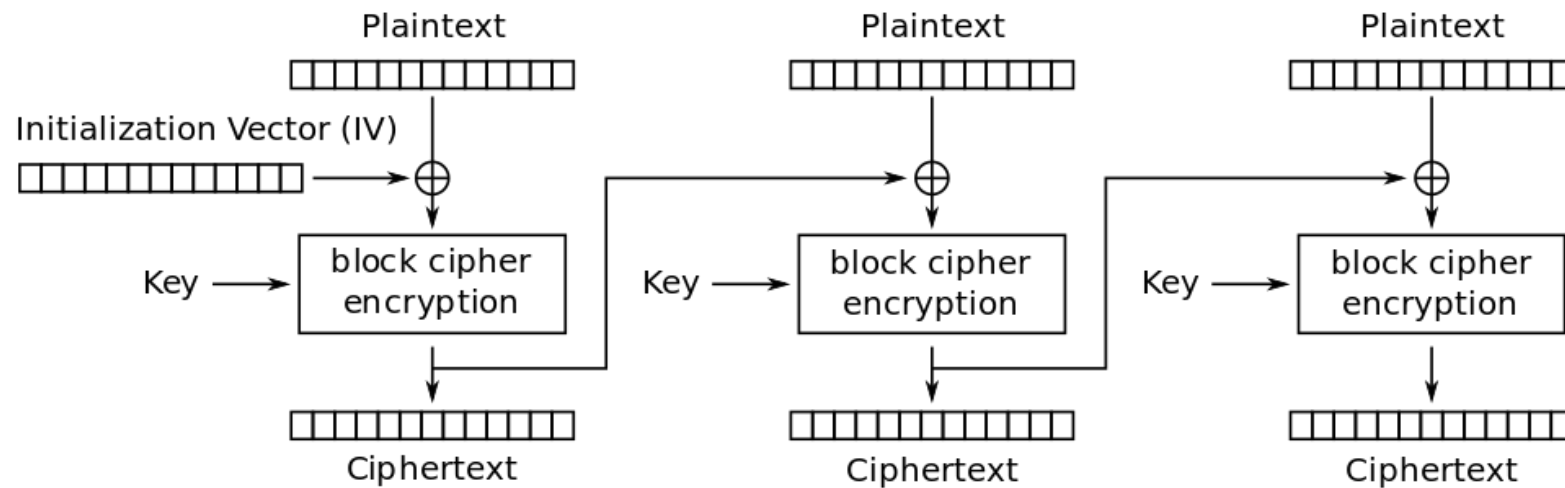 Plaintext
Plaintext
Plaintext
Initialization Vector (IV)
Key
block cipher
encryption
Key
block cipher
encryption
Key
block cipher
encryption
Ciphertext
Ciphertext
Ciphertext